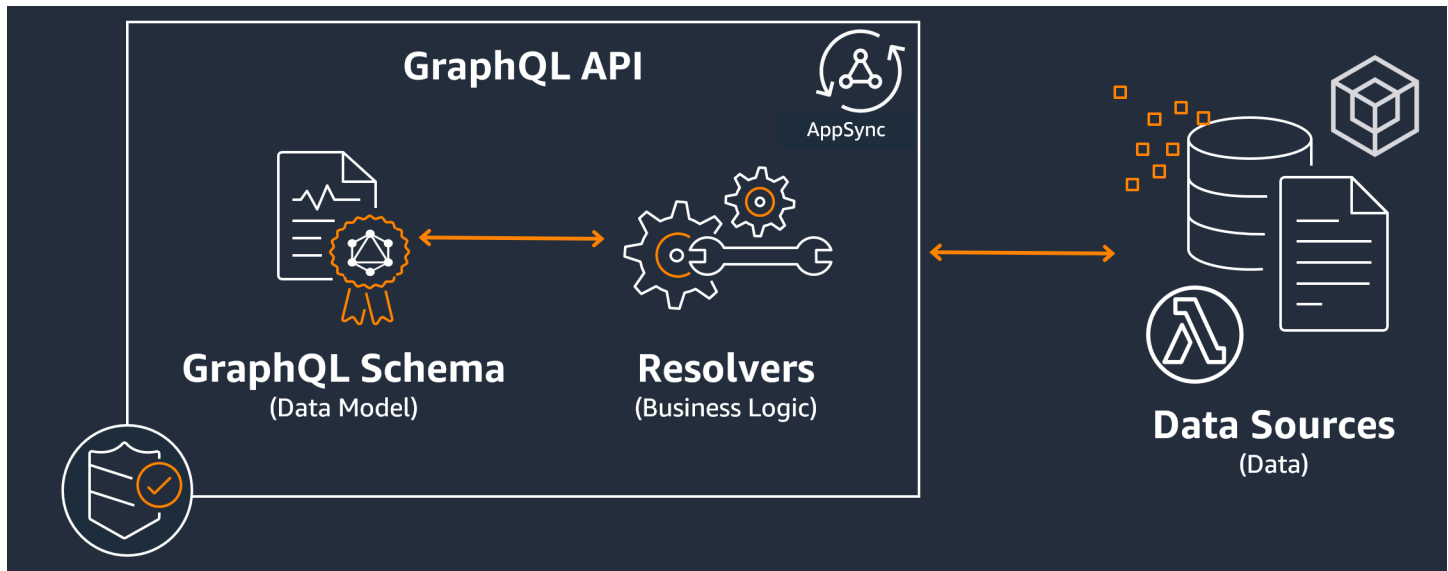 GraphQL API
AppSync
GraphQL Schema
(Data Model)
Resolvers
(Business Logic)
Data Sources
(Data)